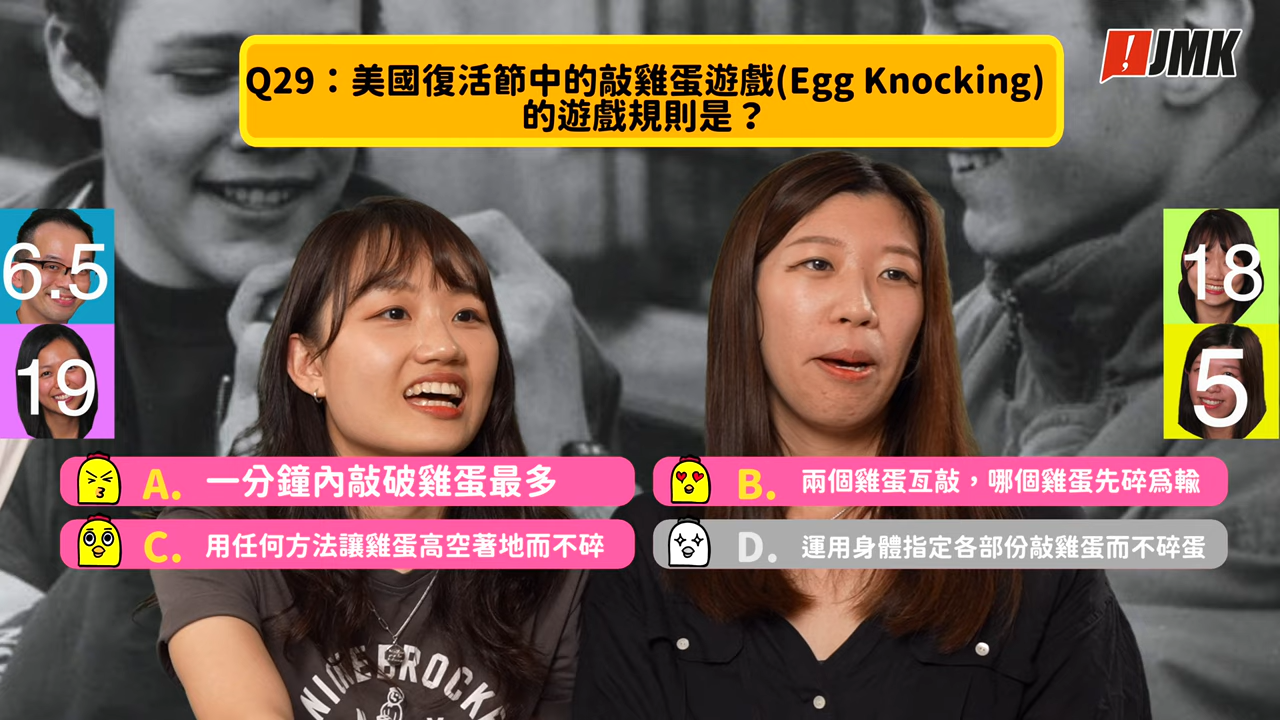 JMK
Q29：美國復活節中的敲雞蛋遊戲(Egg Knocking)
的遊戲規則是？
6.5
18
19
5
A. 一分鐘內敲破雞蛋最多
B. 兩個雞蛋互敲，哪個雞蛋先碎為輸
C. 用任何方法讓雞蛋高空著地而不碎
D. 運用身體指定各部份敲雞蛋而不碎蛋